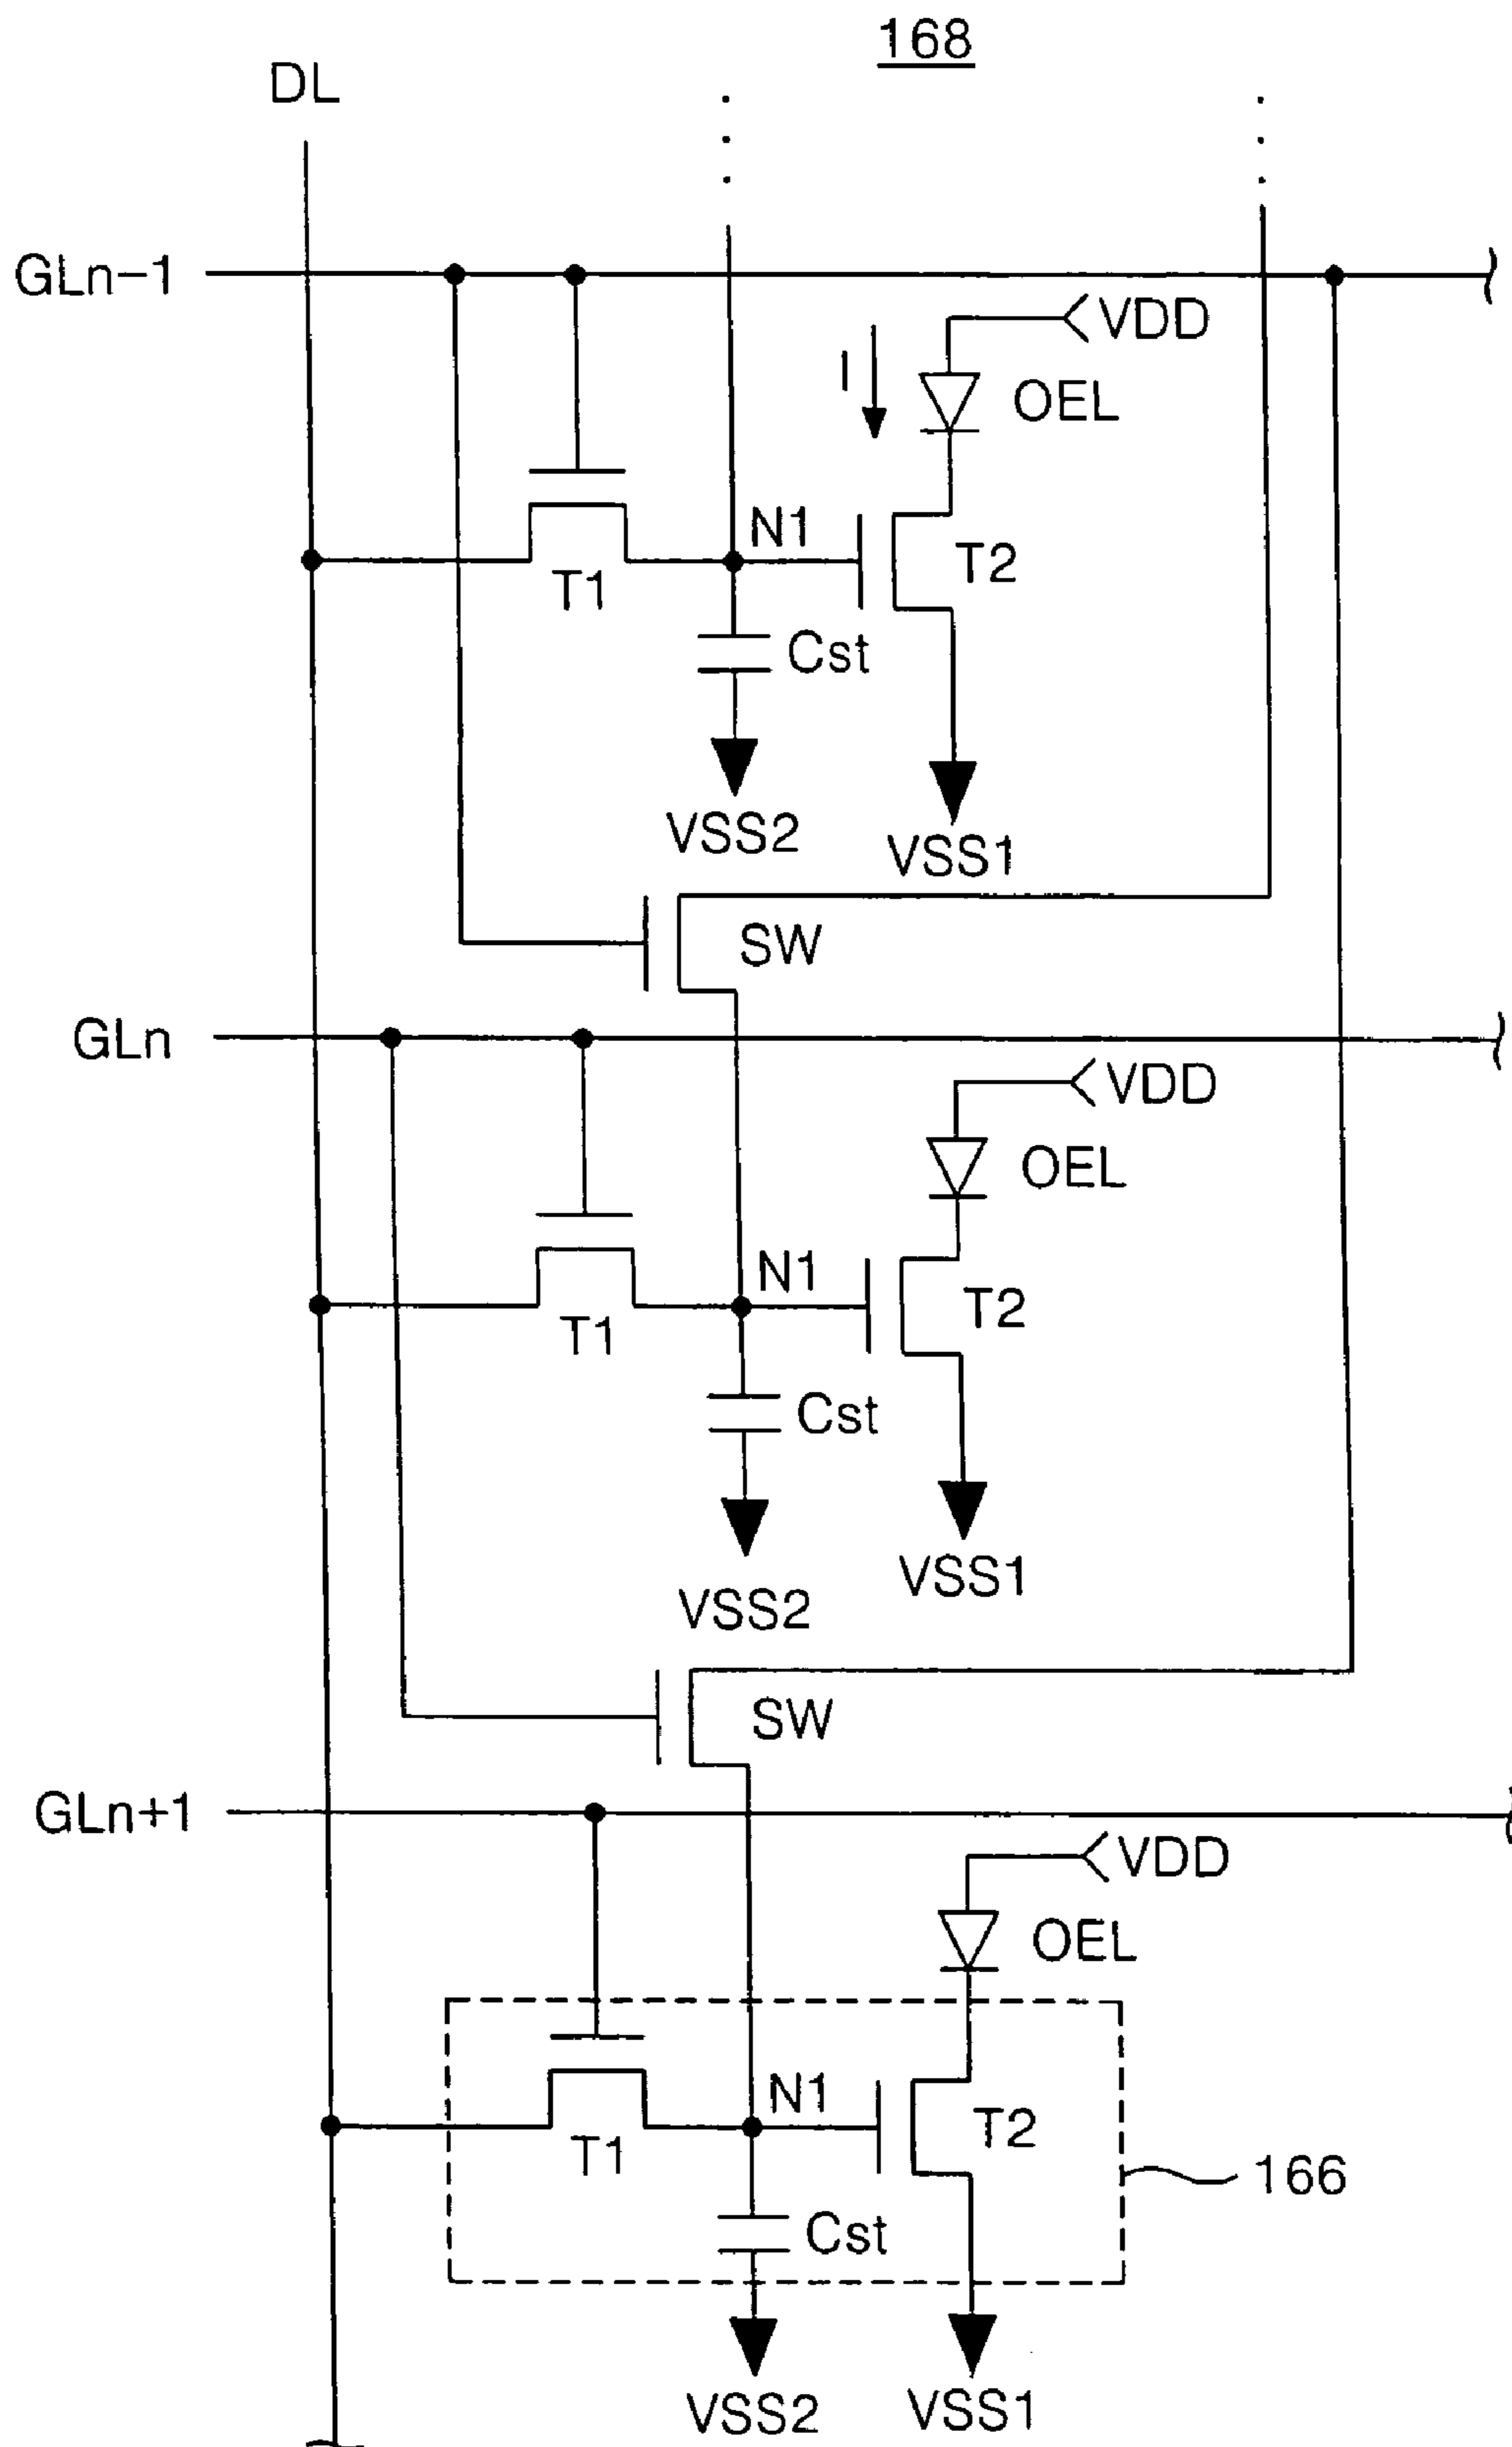 168
DL
GLn-1
VDD
I
OEL
N1
T1
T2
Cst
VSS2
VSS1
SW
GLn
VDD
OEL
N1
T1
T2
Cst
VSS1
VSS2
SW
GLn+1
VDD
OEL
N1
T1
T2
166
Cst
VSS2
VSS1